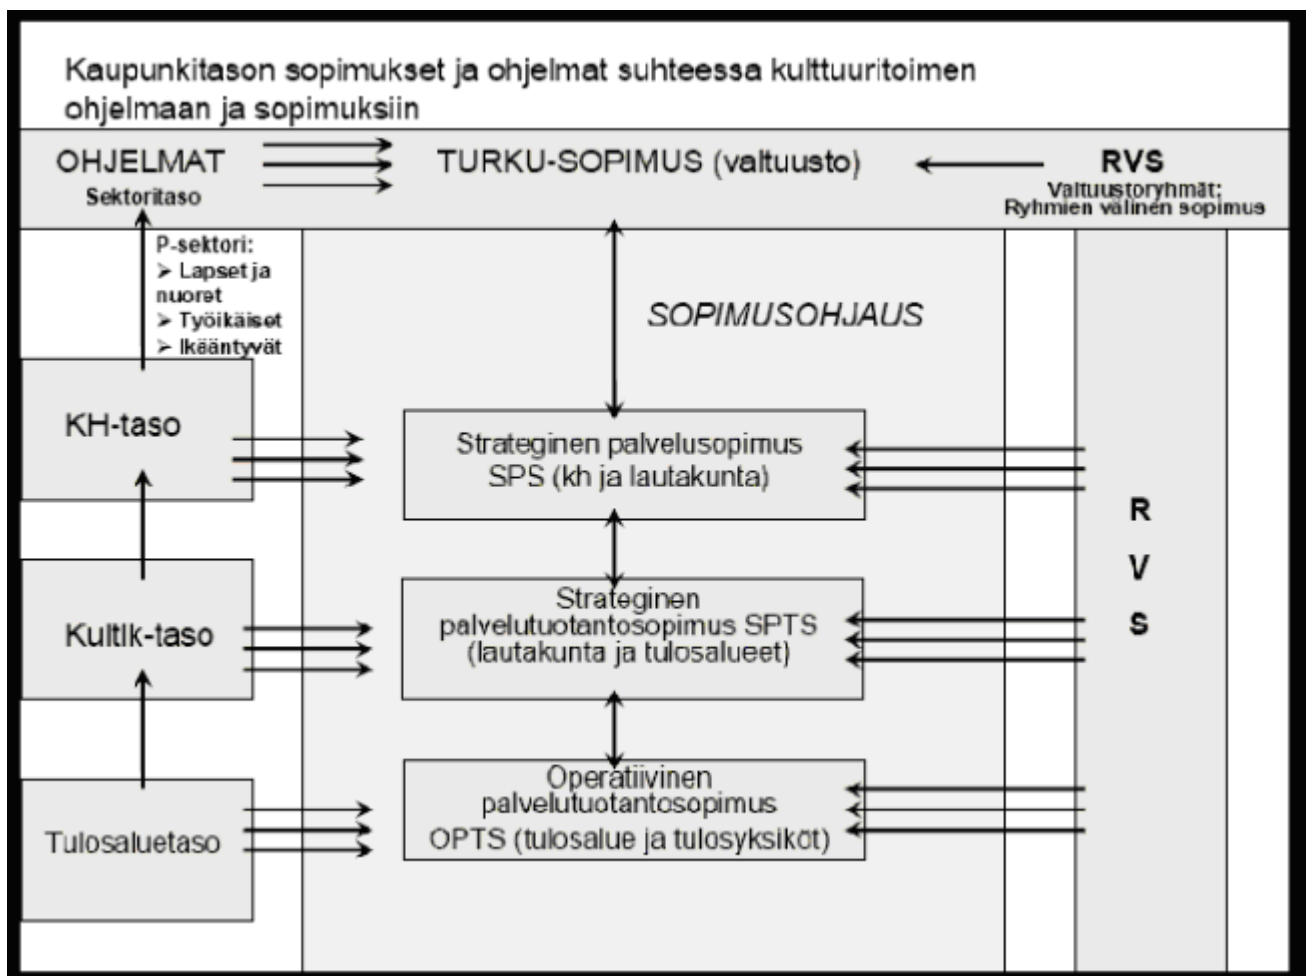 Kaupunkitason sopimukset ja ohjelmat suhteessa kulttuuritoimen
ohjelmaan ja sopimuksiin
OHJELMAT
Sektoritaso
TURKU-SOPIMUS (valtuusto)
RVS
Valtuustoryhmät:
Ryhmien välinen sopimus
P-sektori:
➢ Lapset ja
nuoret
➢ Työikäiset
➢ Ikääntyvät
SOPIMUSOHJAUS
KH-taso
Strateginen palvelusopimus
SPS (kh ja lautakunta)
Kultlk-taso
Strateginen
palvelutuotantosopimus SPTS
(lautakunta ja tulosalueet)
Tulosaluetaso
Operatiivinen
palvelutuotantosopimus
OPTS (tulosalue ja tulosyksiköt)
R
V
S